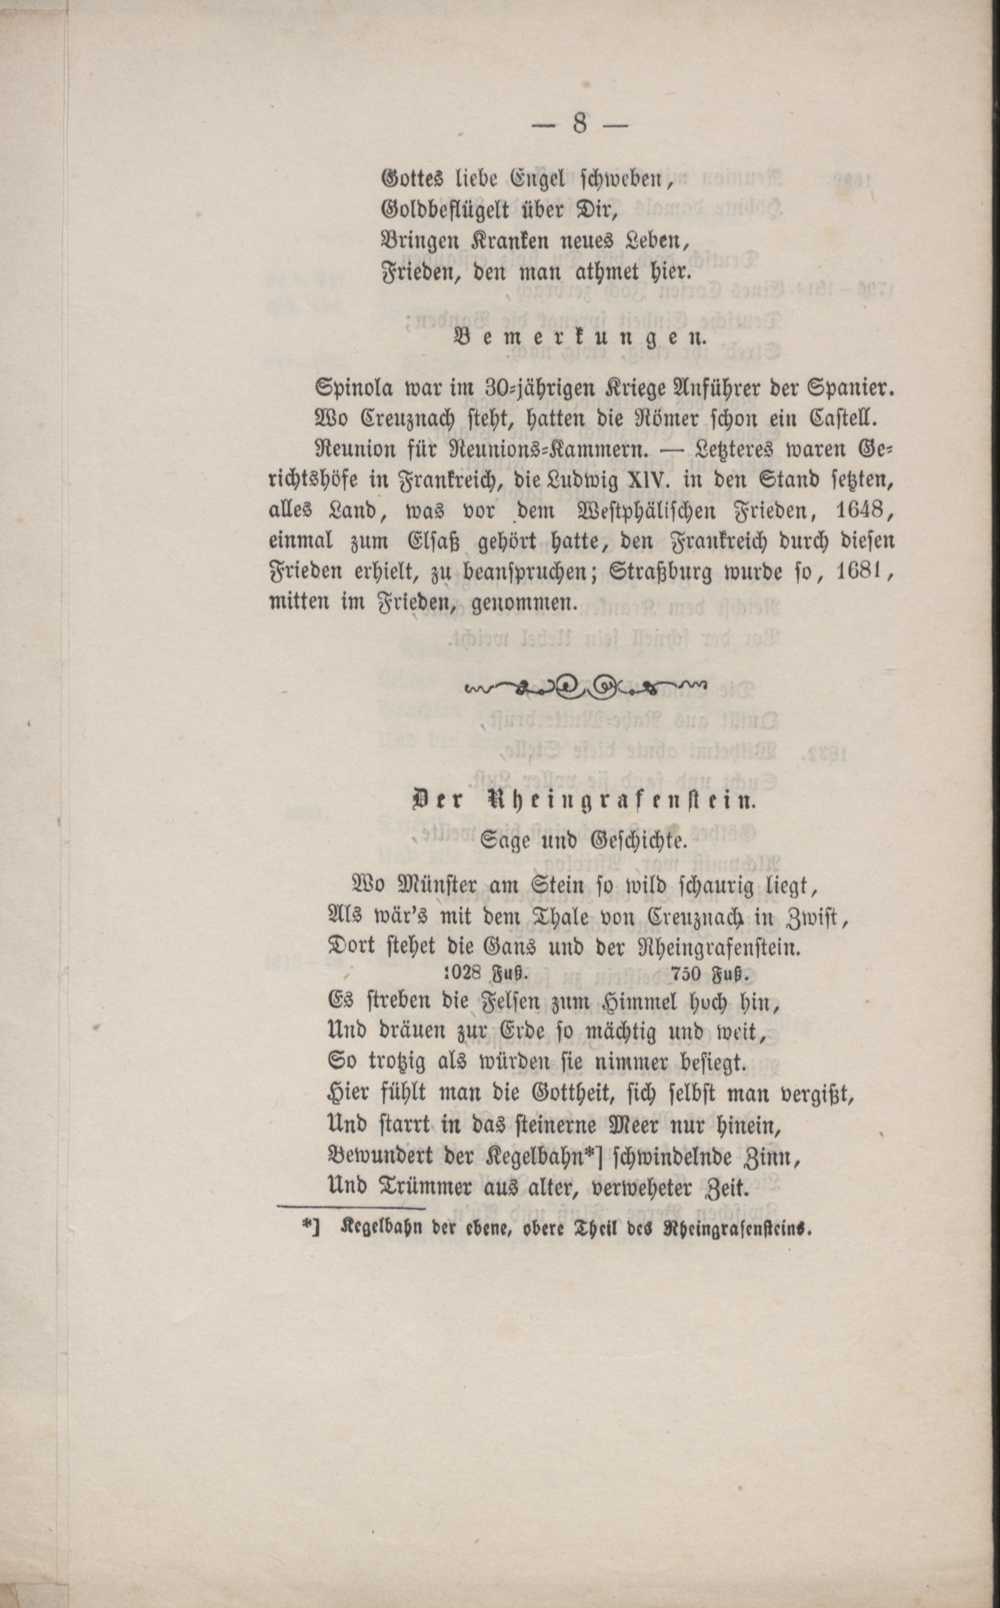 — 8 —
Gottes liebe Engel schweben,
Goldbeflügelt über Dir,
Bringen Kranken neues Leben,
Frieden, den man athmet hier.
Bemerkungen.
Spinola war im 30-jährigen Kriege Anführer der Spanier.
Wo Creuznach steht, hatten die Römer schon ein Castell.
Reunion für Reunions-Kammern. — Letzteres waren Ge-
richtshöfe in Frankreich, die Ludwig XIV. in den Stand setzten,
alles Land, was vor dem Westphälischen Frieden, 1648,
einmal zum Elsaß gehört hatte, den Frankreich durch diesen
Frieden erhielt, zu beanspruchen; Straßburg wurde so, 1681,
mitten im Frieden, genommen.
Der Rheingrafenstein.
Sage und Geschichte.
Wo Münster am Stein so wild schaurig liegt,
Als wär's mit dem Thale von Creuznach in Zwist,
Dort stehet die Gans und der Rheingrafenstein.
1028 Fuß. 750 Fuß.
Es streben die Felsen zum Himmel hoch hin,
Und dräuen zur Erde so mächtig und weit,
So trotzig als würden sie nimmer besiegt.
Hier fühlt man die Gottheit, sich selbst man vergißt,
Und starrt in das steinerne Meer nur hinein,
Bewundert der Kegelbahn*] schwindelnde Zinn,
Und Trümmer aus alter, verweheter Zeit.
*] Kegelbahn der ebene, obere Theil des Rheingrafensteins.